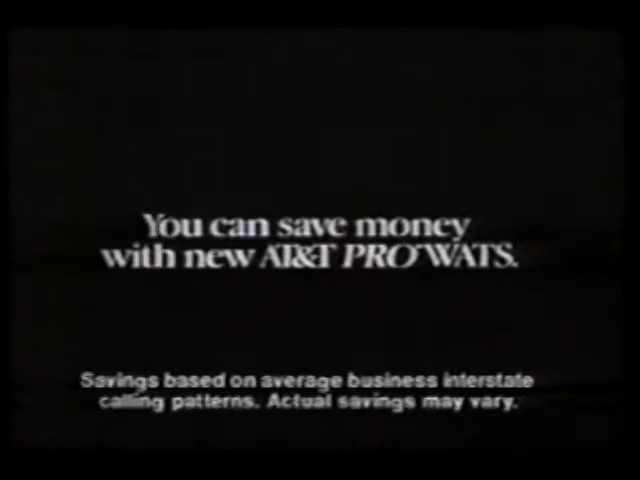 You can save money
with new AT&T PRO WATS.
Savings based on average business interstate
calling patterns. Actual savings may vary.